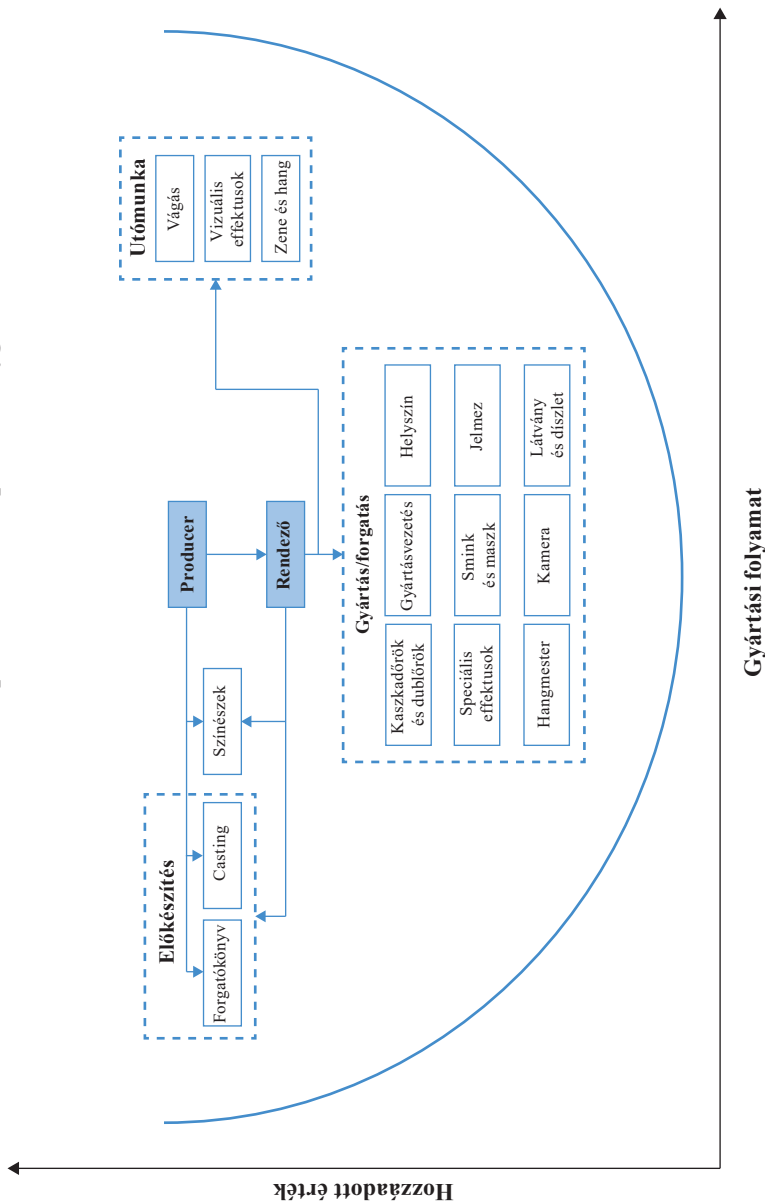 Hozzáadott érték
Előkészítés
Forgatókönyv
Casting
Színészek
Producer
Rendező
Utómunka
Vágás
Vizuális
effektusok
Zene és hang
Gyártás/forgatás
Kaszkadőrök
és dublőrök
Gyártásvezetés
Helyszín
Speciális
effektusok
Smink
és maszk
Jelmez
Hangmester
Kamera
Látvány
és díszlet
Gyártási folyamat